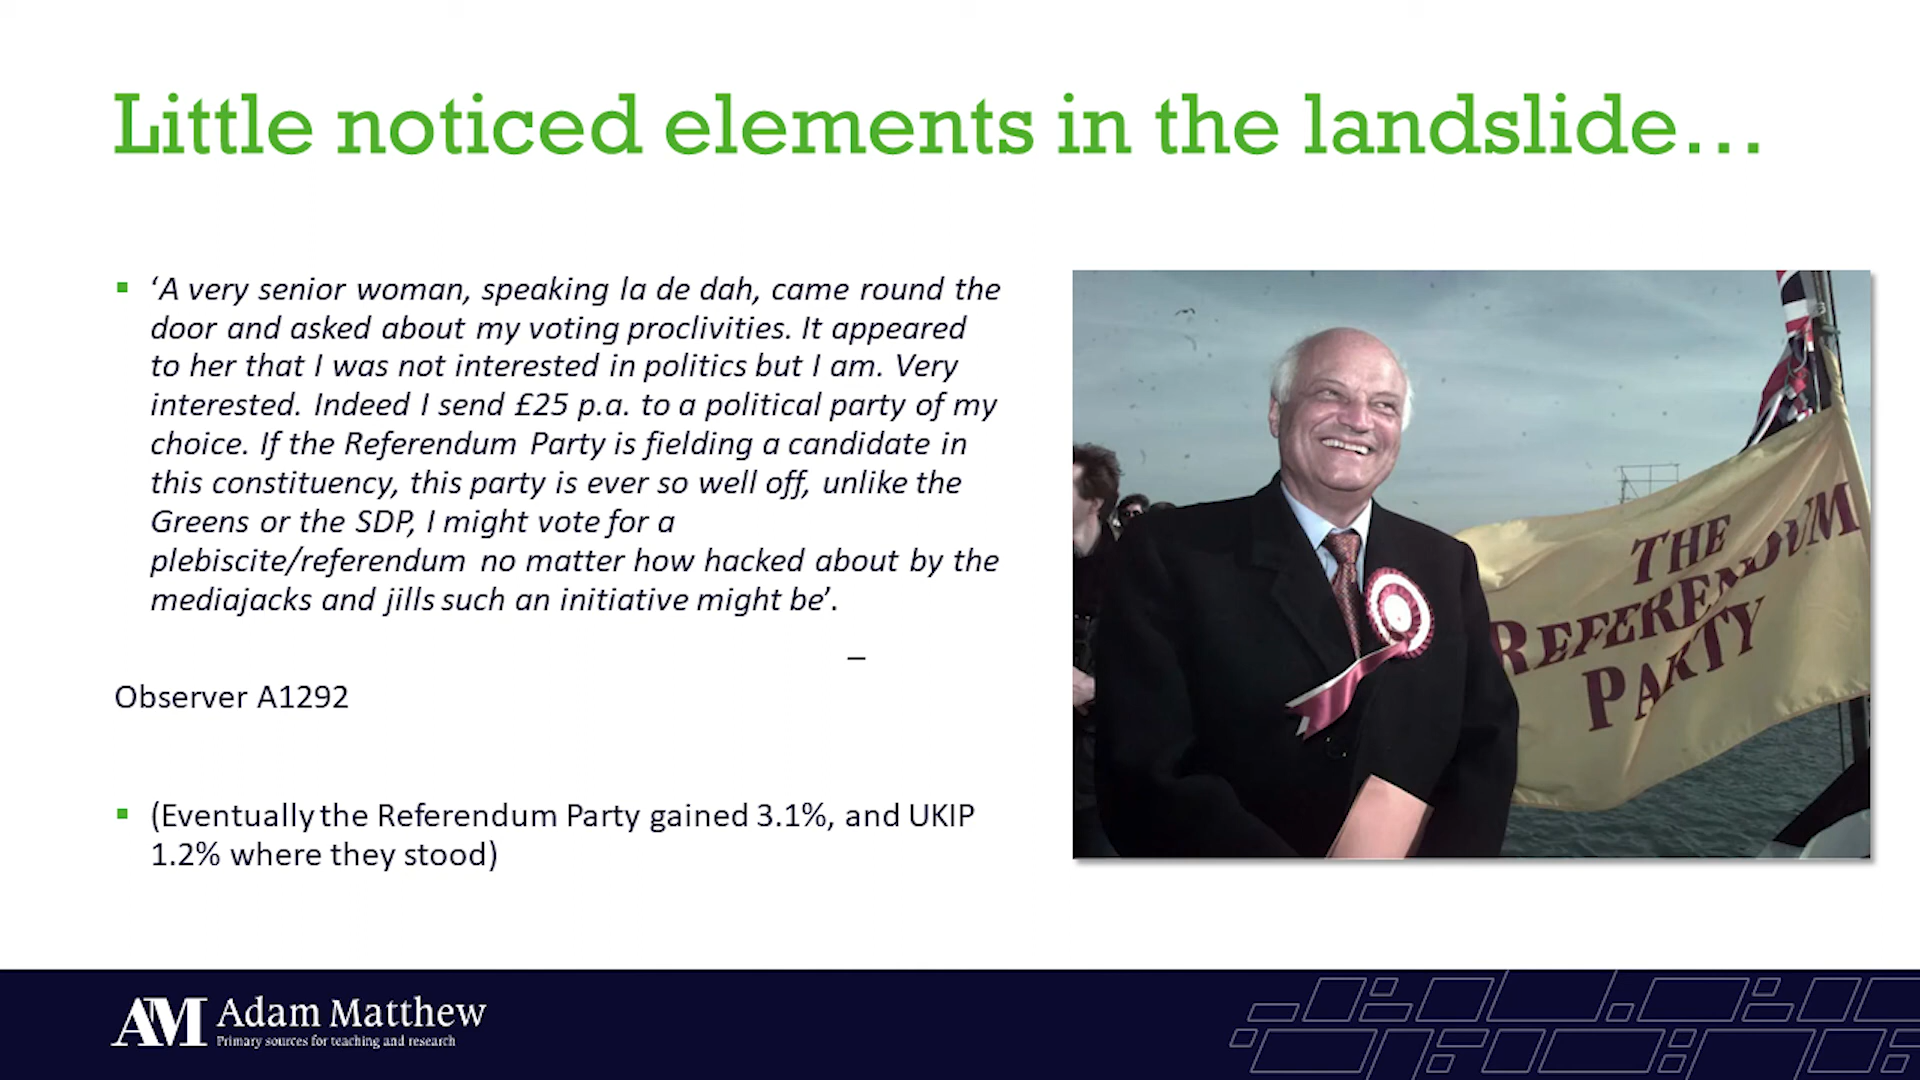 Little noticed elements in the landslide...
▪ ‘A very senior woman, speaking la de dah, came round the
door and asked about my voting proclivities. It appeared
to her that I was not interested in politics but I am. Very
interested. Indeed I send £25 p.a. to a political party of my
choice. If the Referendum Party is fielding a candidate in
this constituency, this party is ever so well off, unlike the
Greens or the SDP, I might vote for a
plebiscite/referendum no matter how hacked about by the
mediajacks and jills such an initiative might be’.
–
Observer A1292
▪ (Eventually the Referendum Party gained 3.1%, and UKIP
1.2% where they stood)
THE
REFERENDUM
PARTY
AM Adam Matthew
Primary sources for teaching and research